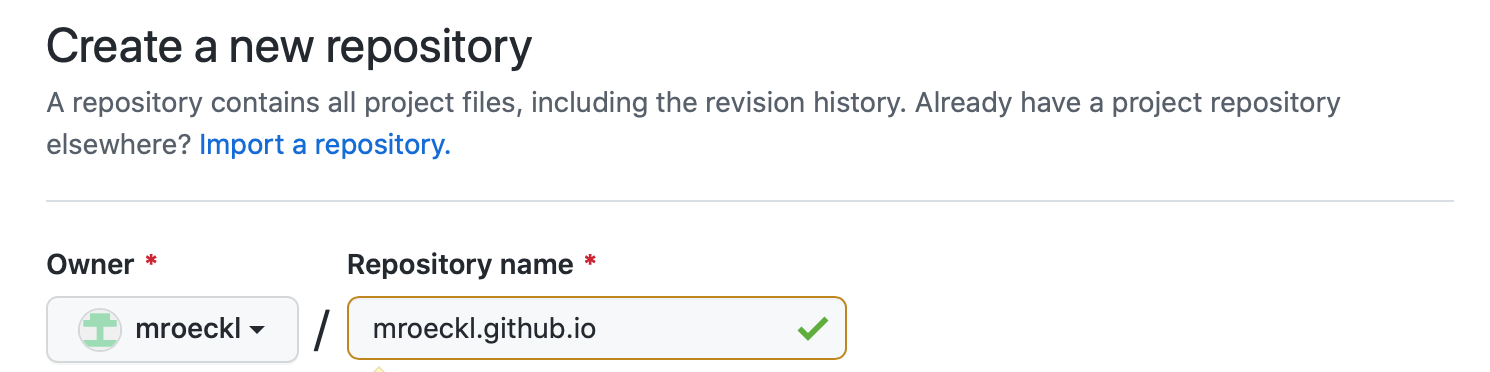 Create a new repository
A repository contains all project files, including the revision history. Already have a project repository
elsewhere? Import a repository.
Owner * Repository name *
mroeckl / mroeckl.github.io